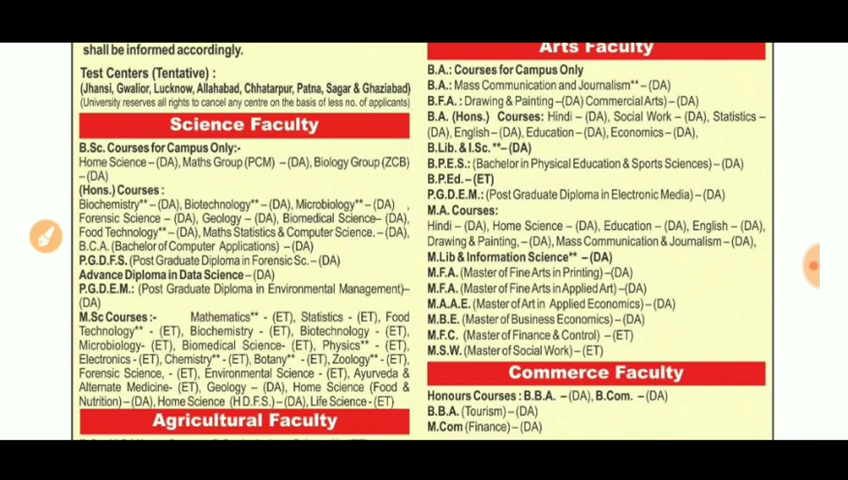 shall be informed accordingly.
Test Centers (Tentative) :
(Jhansi, Gwalior, Lucknow, Allahabad, Chhatarpur, Patna, Sagar & Ghaziabad)
(University reserves all rights to cancel any centre on the basis of less no. of applicants)
Science Faculty
B.Sc. Courses for Campus Only:-
Home Science – (DA), Maths Group (PCM) – (DA), Biology Group (ZCB)
– (DA)
(Hons.) Courses :
Biochemistry** – (DA), Biotechnology** – (DA), Microbiology** – (DA) ,
Forensic Science – (DA), Geology – (DA), Biomedical Science– (DA),
Food Technology** – (DA), Maths Statistics & Computer Science. – (DA),
B.C.A. (Bachelor of Computer Applications) – (DA)
P.G.D.F.S. (Post Graduate Diploma in Forensic Sc. – (DA)
Advance Diploma in Data Science – (DA)
P.G.D.E.M.: (Post Graduate Diploma in Environmental Management)–
(DA)
M.Sc Courses :- Mathematics** - (ET), Statistics - (ET), Food
Technology** - (ET), Biochemistry - (ET), Biotechnology - (ET),
Microbiology- (ET), Biomedical Science- (ET), Physics** - (ET),
Electronics - (ET), Chemistry** - (ET), Botany** - (ET), Zoology** - (ET),
Forensic Science, - (ET), Environmental Science - (ET), Ayurveda &
Alternate Medicine- (ET), Geology – (DA), Home Science (Food &
Nutrition) – (DA), Home Science (H.D.F.S.) – (DA), Life Science - (ET)
Agricultural Faculty
Arts Faculty
B.A.: Courses for Campus Only
B.A.: Mass Communication and Journalism** – (DA)
B.F.A. : Drawing & Painting –(DA) Commercial Arts) – (DA)
B.A. (Hons.) Courses: Hindi – (DA), Social Work – (DA), Statistics –
(DA), English – (DA), Education – (DA), Economics – (DA),
B.Lib. & I.Sc. ** –(DA)
B.P.E.S.: (Bachelor in Physical Education & Sports Sciences) – (DA)
B.P.Ed. – (ET)
P.G.D.E.M.: (Post Graduate Diploma in Electronic Media) – (DA)
M.A. Courses:
Hindi – (DA), Home Science – (DA), Education – (DA), English – (DA),
Drawing & Painting, – (DA), Mass Communication & Journalism – (DA),
M.Lib & Information Science** – (DA)
M.F.A. (Master of Fine Arts in Printing) – (DA)
M.F.A. (Master of Fine Arts in Applied Art) – (DA)
M.A.A.E. (Master of Art in Applied Economics) – (DA)
M.B.E. (Master of Business Economics) – (DA)
M.F.C. (Master of Finance & Control) – (ET)
M.S.W. (Master of Social Work) – (ET)
Commerce Faculty
Honours Courses : B.B.A. – (DA), B.Com. – (DA)
B.B.A. (Tourism) – (DA)
M.Com (Finance) – (DA)